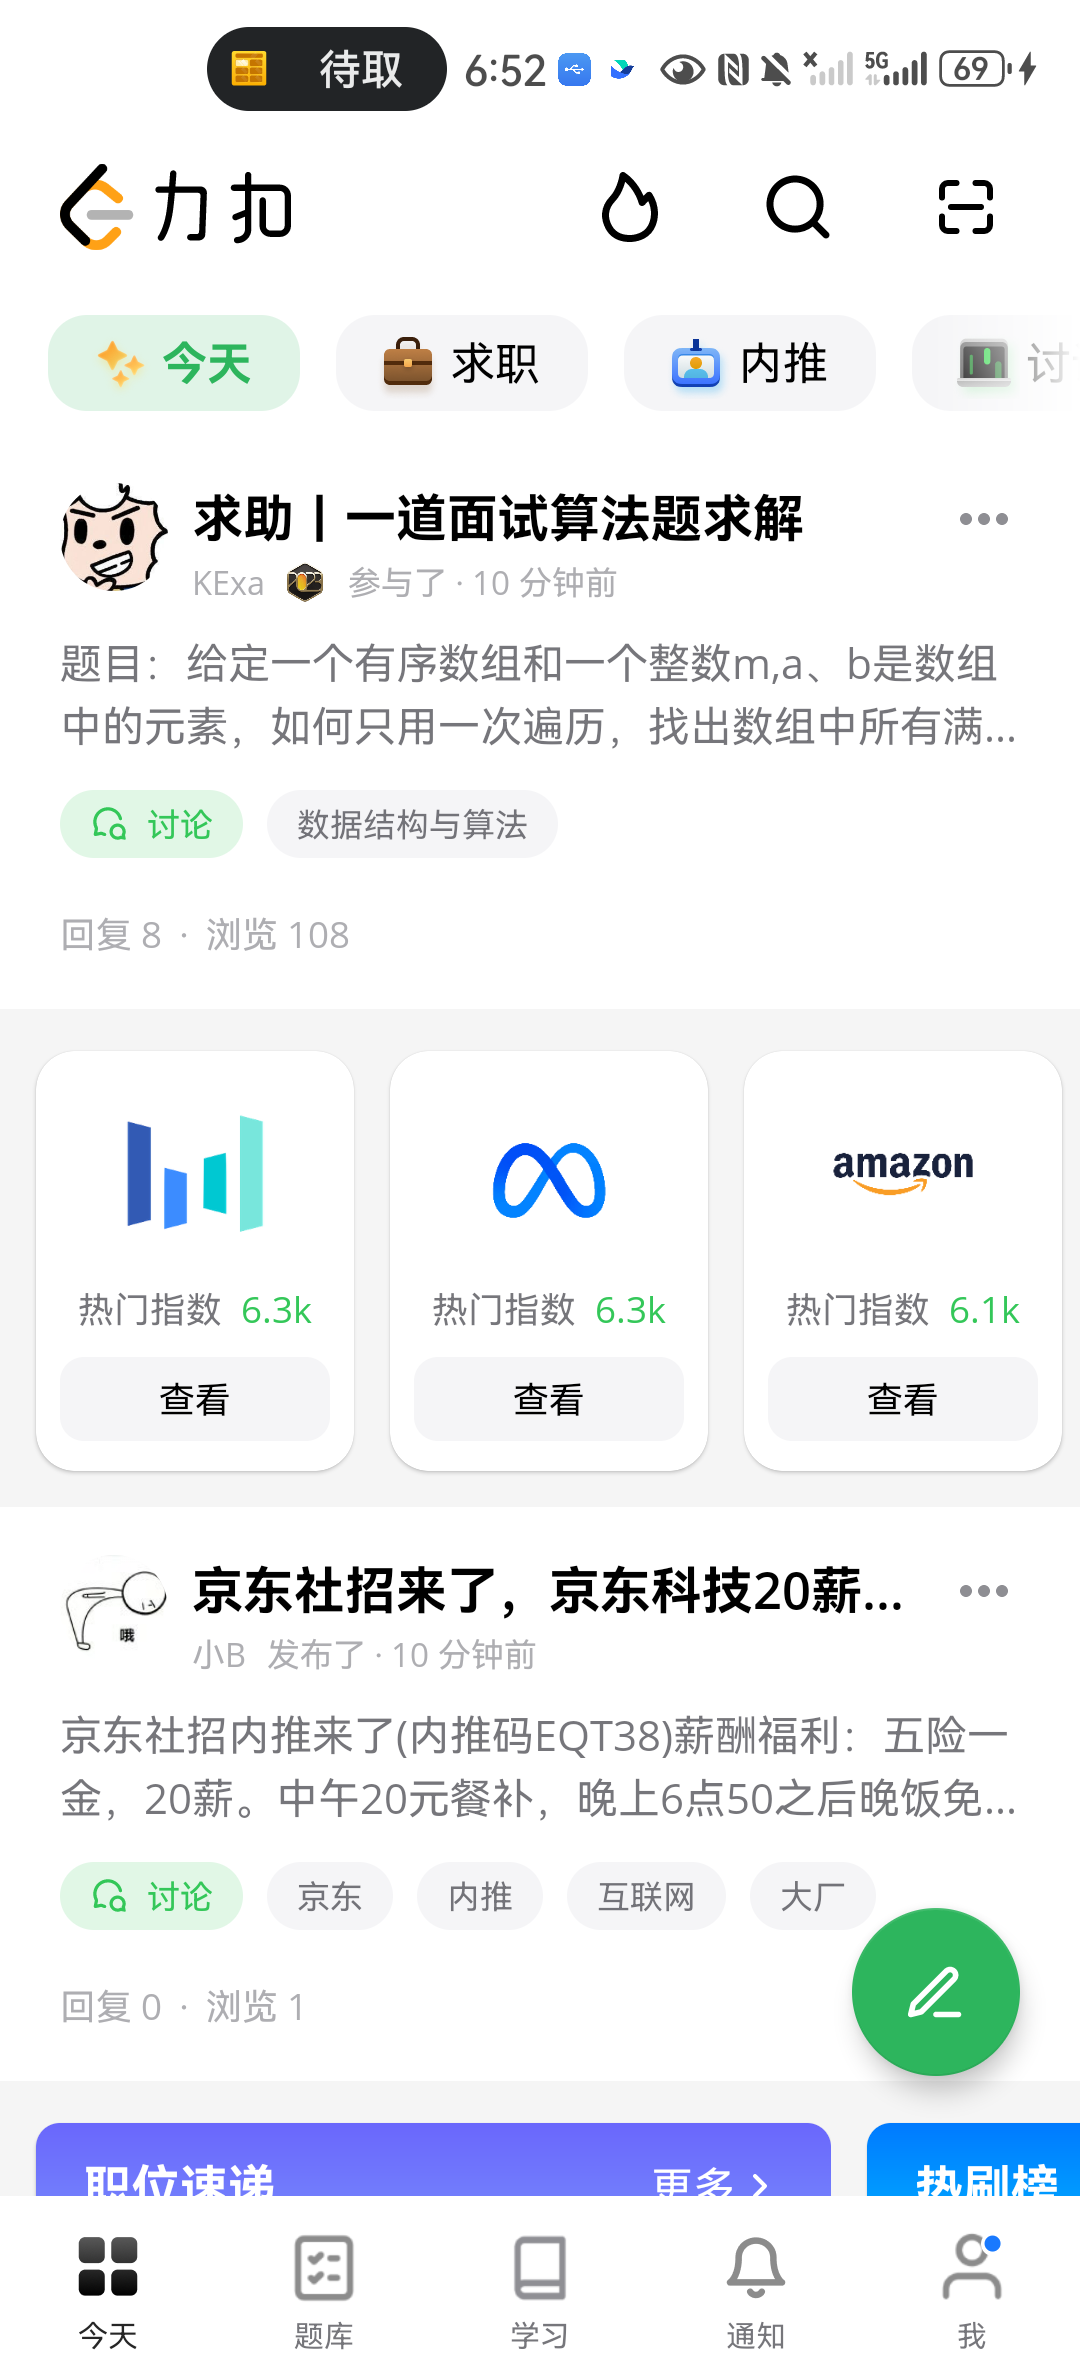 待取 6:52 5G 69
力扣
今天 求职 内推 讨
求助丨一道面试算法题求解
KExa 参与了 · 10 分钟前
题目：给定一个有序数组和一个整数m,a、b是数组
中的元素，如何只用一次遍历，找出数组中所有满...
讨论 数据结构与算法
回复 8 · 浏览 108
amazon
热门指数 6.3k 热门指数 6.3k 热门指数 6.1k
查看 查看 查看
京东社招来了，京东科技20薪...
哦
小B 发布了 · 10 分钟前
京东社招内推来了(内推码EQT38)薪酬福利：五险一
金，20薪。中午20元餐补，晚上6点50之后晚饭免...
讨论 京东 内推 互联网 大厂
回复 0 · 浏览 1
职位速递 更多 热刷榜
今天 题库 学习 通知 我